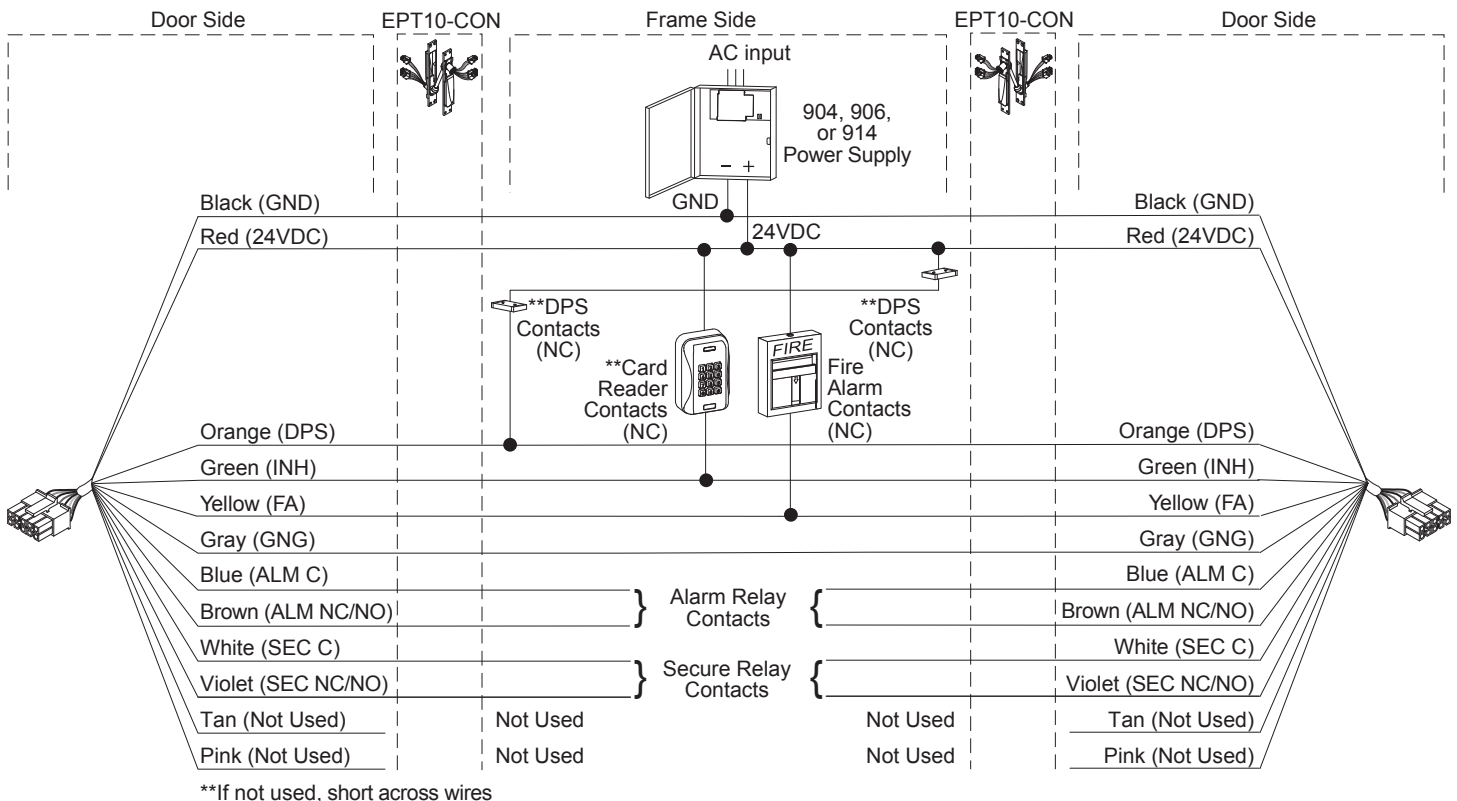 Door Side
EPT10-CON
Frame Side
EPT10-CON
Door Side
AC input
904, 906,
or 914
Power Supply
− +
GND
24VDC
Black (GND)
Black (GND)
Red (24VDC)
Red (24VDC)
**DPS
Contacts
(NC)
**DPS
Contacts
(NC)
**Card
Reader
Contacts
(NC)
FIRE
Fire
Alarm
Contacts
(NC)
Orange (DPS)
Orange (DPS)
Green (INH)
Green (INH)
Yellow (FA)
Yellow (FA)
Gray (GNG)
Gray (GNG)
Blue (ALM C)
Blue (ALM C)
Brown (ALM NC/NO)
Alarm Relay
Contacts
Brown (ALM NC/NO)
White (SEC C)
White (SEC C)
Violet (SEC NC/NO)
Secure Relay
Contacts
Violet (SEC NC/NO)
Tan (Not Used)
Not Used
Not Used
Tan (Not Used)
Pink (Not Used)
Not Used
Not Used
Pink (Not Used)
**If not used, short across wires